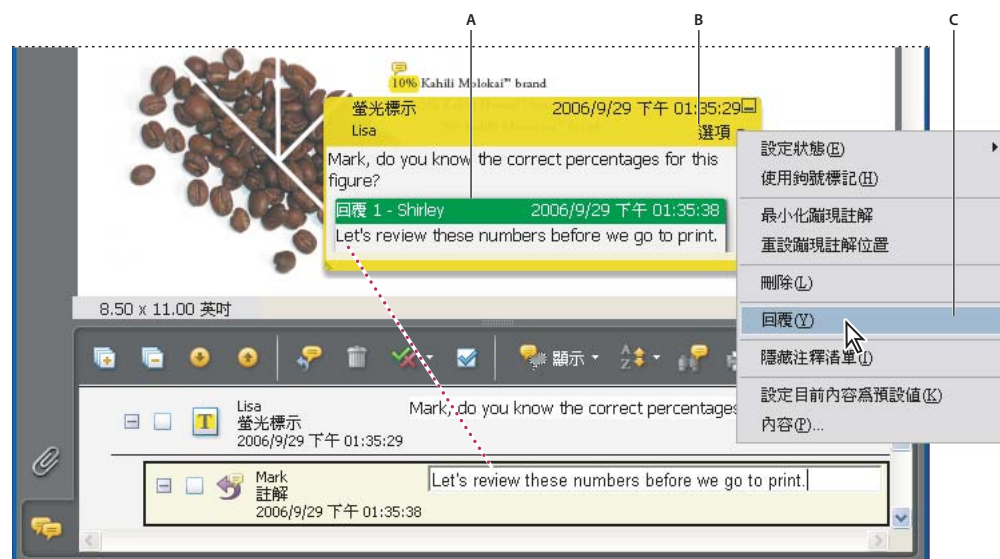 A
B
C
10% Kahili Molokai™ brand
螢光標示 2006/9/29 下午 01:35:29
Lisa 選項
Mark, do you know the correct percentages for this
figure?
回覆 1 - Shirley 2006/9/29 下午 01:35:38
Let's review these numbers before we go to print.
設定狀態(E)
使用鉤號標記(H)
最小化蹦現註解
重設蹦現註解位置
刪除(L)
回覆(Y)
隱藏注釋清單(I)
設定目前內容爲預設值(K)
內容(P)...
8.50 x 11.00 英吋
顯示
Lisa
螢光標示
2006/9/29 下午 01:35:29
Mark, do you know the correct percentages
Mark
註解
2006/9/29 下午 01:35:38
Let's review these numbers before we go to print.